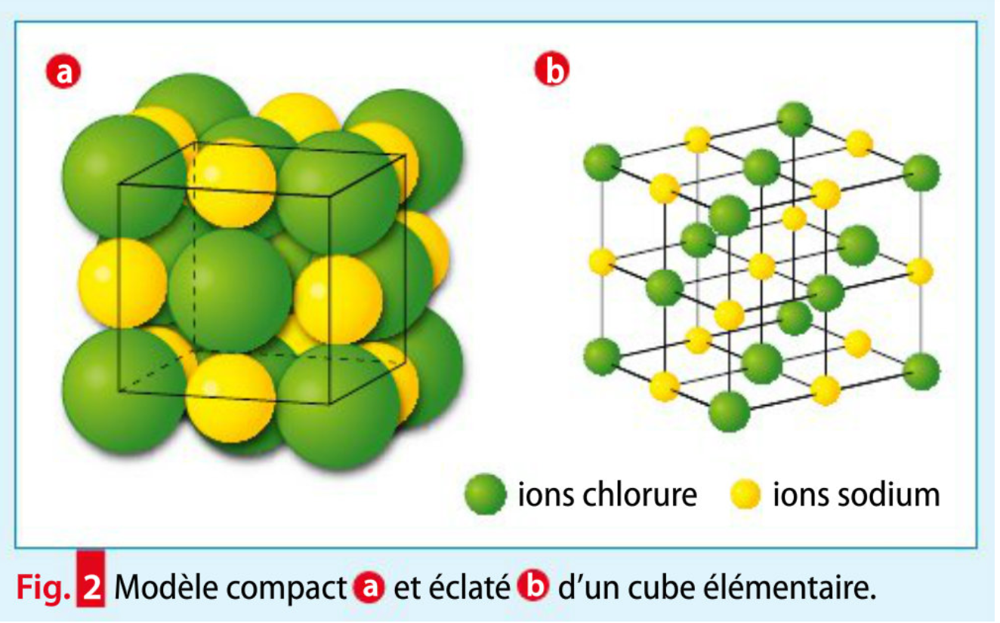 a
b
ions chlorure
ions sodium
Fig. 2 Modèle compact a et éclaté b d'un cube élémentaire.